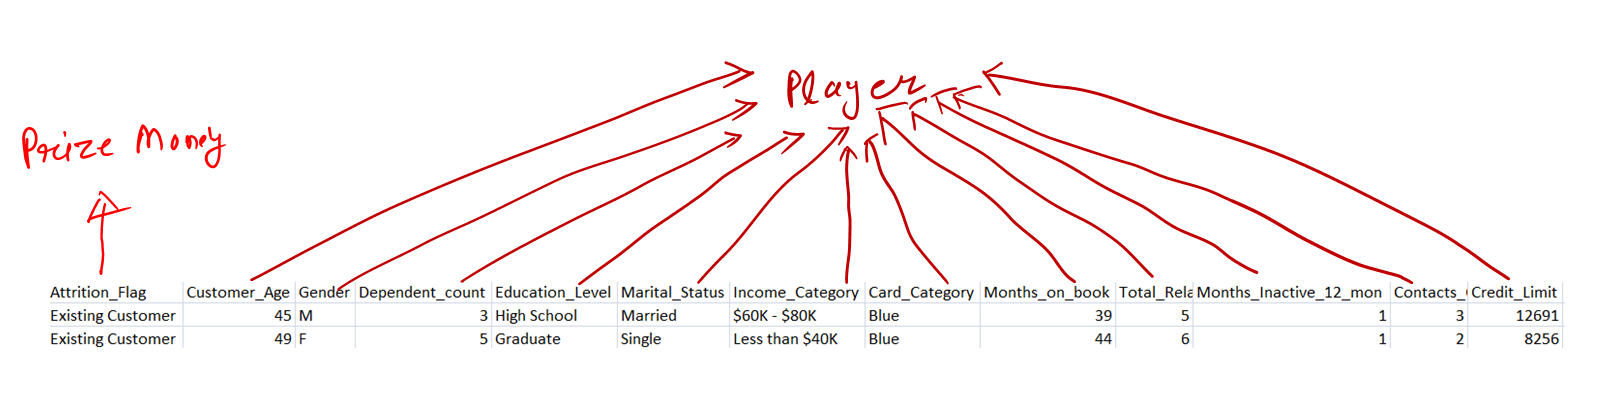 Player
Prize Money
Attrition_Flag Customer_Age Gender Dependent_count Education_Level Marital_Status Income_Category Card_Category Months_on_book Total_Rela Months_Inactive_12_mon Contacts_ Credit_Limit
Existing Customer 45 M 3 High School Married $60K - $80K Blue 39 5 1 3 12691
Existing Customer 49 F 5 Graduate Single Less than $40K Blue 44 6 1 2 8256